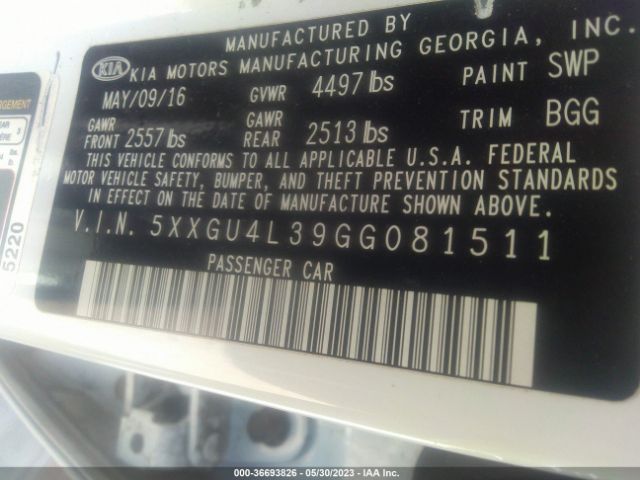 MANUFACTURED BY
KIA KIA MOTORS MANUFACTURING GEORGIA, INC.
MAY/09/16 GVWR 4497 lbs PAINT SWP
GAWR FRONT 2557 lbs GAWR REAR 2513 lbs TRIM BGG
THIS VEHICLE CONFORMS TO ALL APPLICABLE U.S.A. FEDERAL
MOTOR VEHICLE SAFETY, BUMPER, AND THEFT PREVENTION STANDARDS
IN EFFECT ON THE DATE OF MANUFACTURE SHOWN ABOVE.
V.I.N. 5XXGU4L39GG081511
PASSENGER CAR
5220
000-36693826 - 05/30/2023 - IAA Inc.